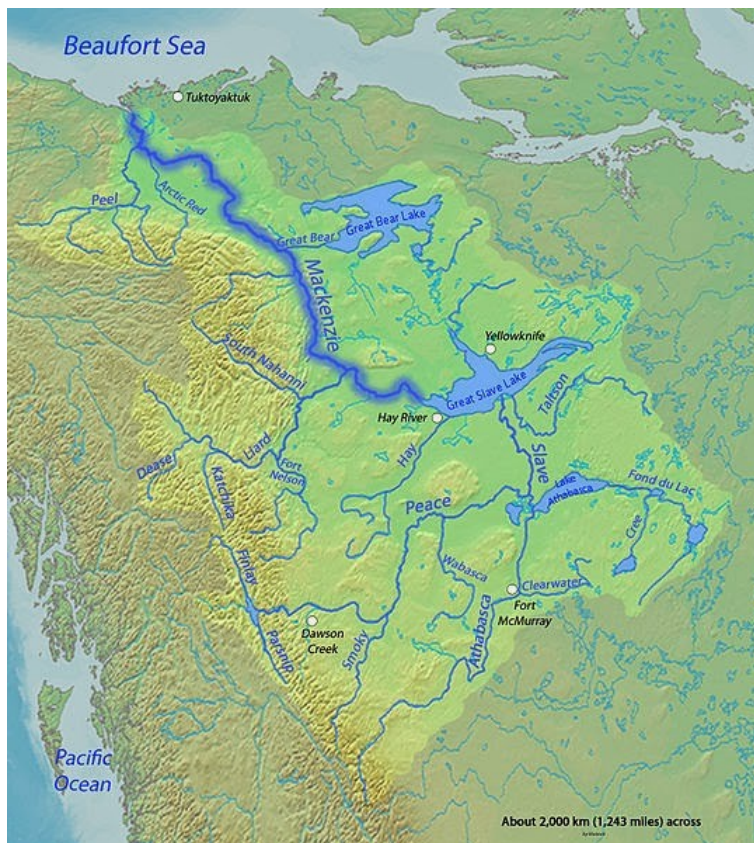 Beaufort Sea
Tuktoyaktuk
Peel
Arctic Red
Great Bear
Great Bear Lake
Mackenzie
Yellowknife
South Nahanni
Great Slave Lake
Taltson
Hay River
Liard
Hay
Slave
Dease
Fort
Nelson
Katchika
Peace
Lake
Athabasca
Fond du Lac
Cree
Finlay
Wabasca
Clearwater
Fort
McMurray
Dawson
Creek
Parsnip
Smoky
Athabasca
Pacific
Ocean
About 2,000 km (1,243 miles) across